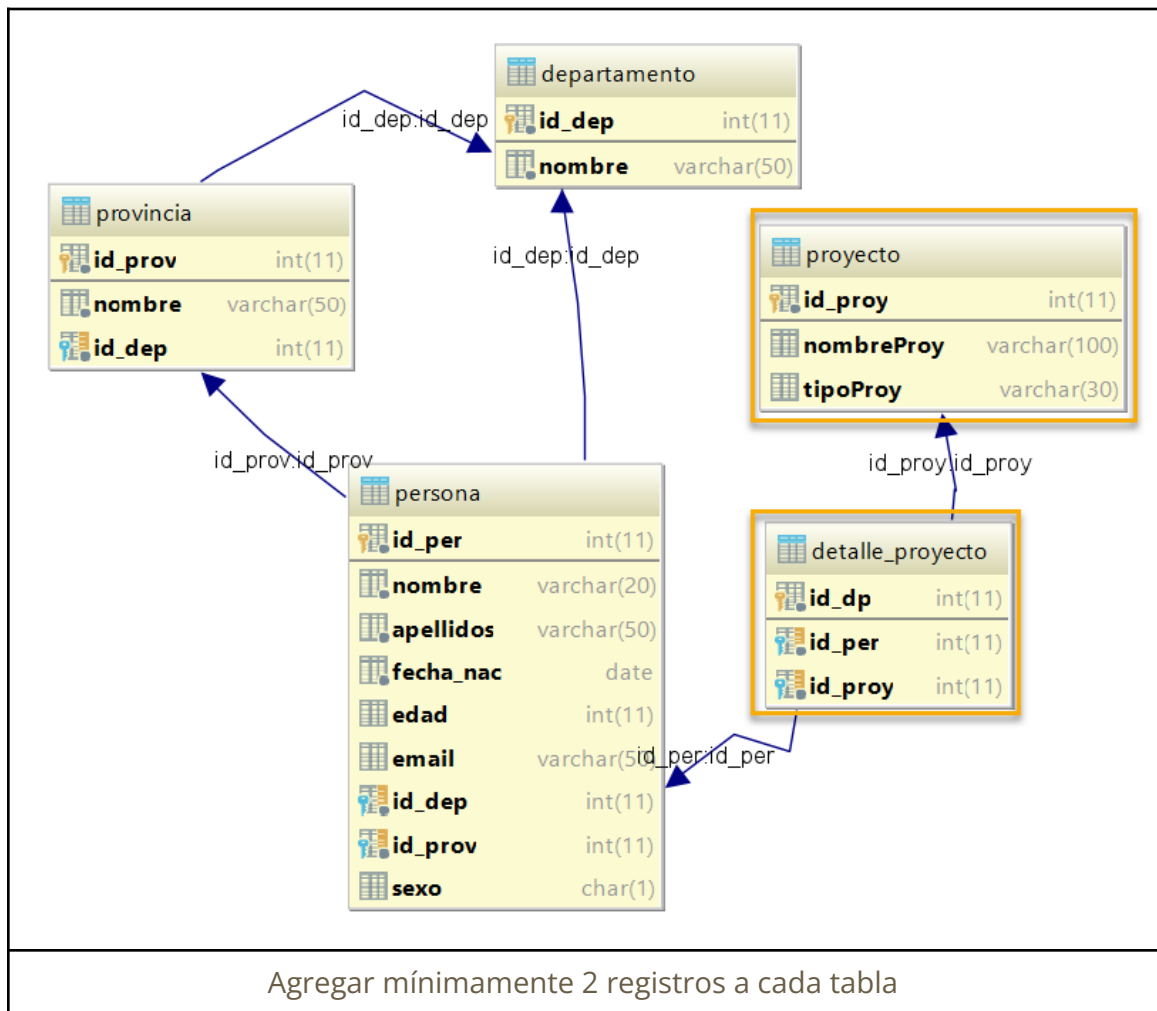 departamento
id_dep int(11)
nombre varchar(50)
id_dep:id_dep
provincia
id_prov int(11)
nombre varchar(50)
id_dep int(11)
id_dep:id_dep
proyecto
id_proy int(11)
nombreProy varchar(100)
tipoProy varchar(30)
id_prov:id_prov
id_proy:id_proy
persona
id_per int(11)
nombre varchar(20)
apellidos varchar(50)
fecha_nac date
edad int(11)
email varchar(50)
id_dep int(11)
id_prov int(11)
sexo char(1)
detalle_proyecto
id_dp int(11)
id_per int(11)
id_proy int(11)
id_per:id_per
Agregar mínimamente 2 registros a cada tabla